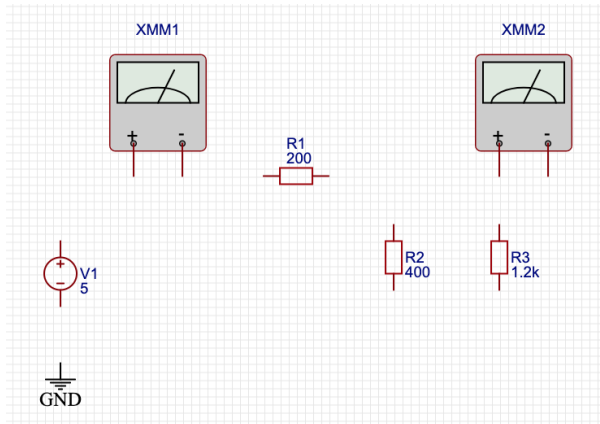 XMM1
XMM2
+ -
+ -
R1
200
+
V1
-
5
R2
400
R3
1.2k
GND